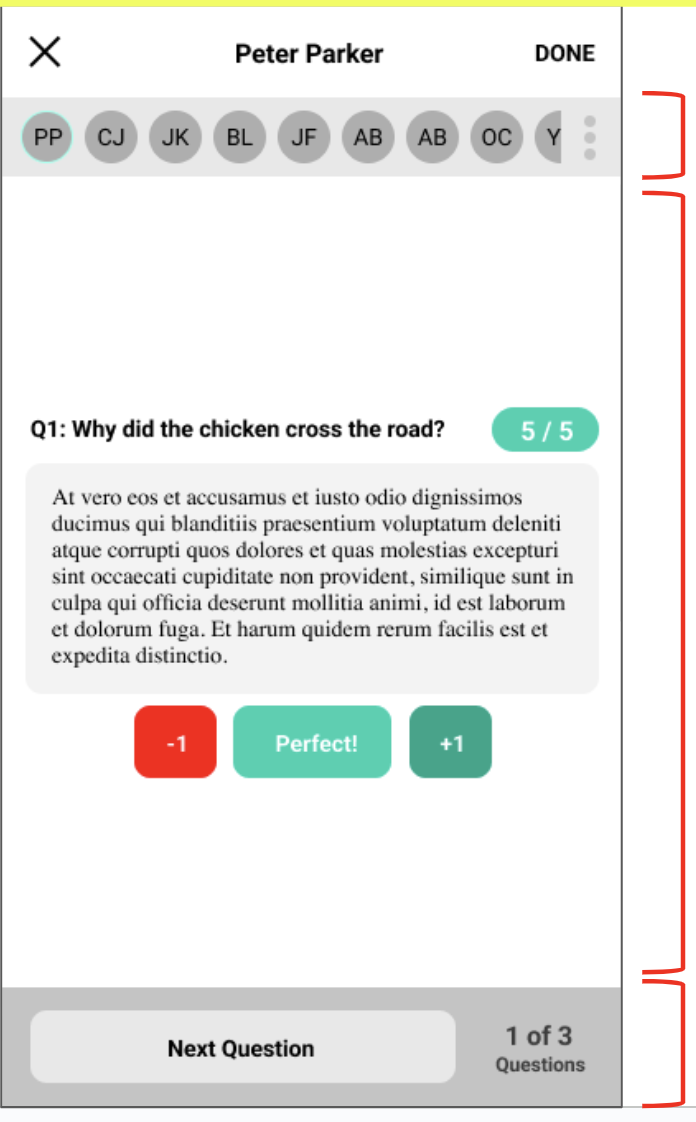 Peter Parker DONE
PP CJ JK BL JF AB AB OC Y
Q1: Why did the chicken cross the road? 5 / 5
At vero eos et accusamus et iusto odio dignissimos
ducimus qui blanditiis praesentium voluptatum deleniti
atque corrupti quos dolores et quas molestias excepturi
sint occaecati cupiditate non provident, similique sunt in
culpa qui officia deserunt mollitia animi, id est laborum
et dolorum fuga. Et harum quidem rerum facilis est et
expedita distinctio.
-1 Perfect! +1
Next Question 1 of 3
Questions